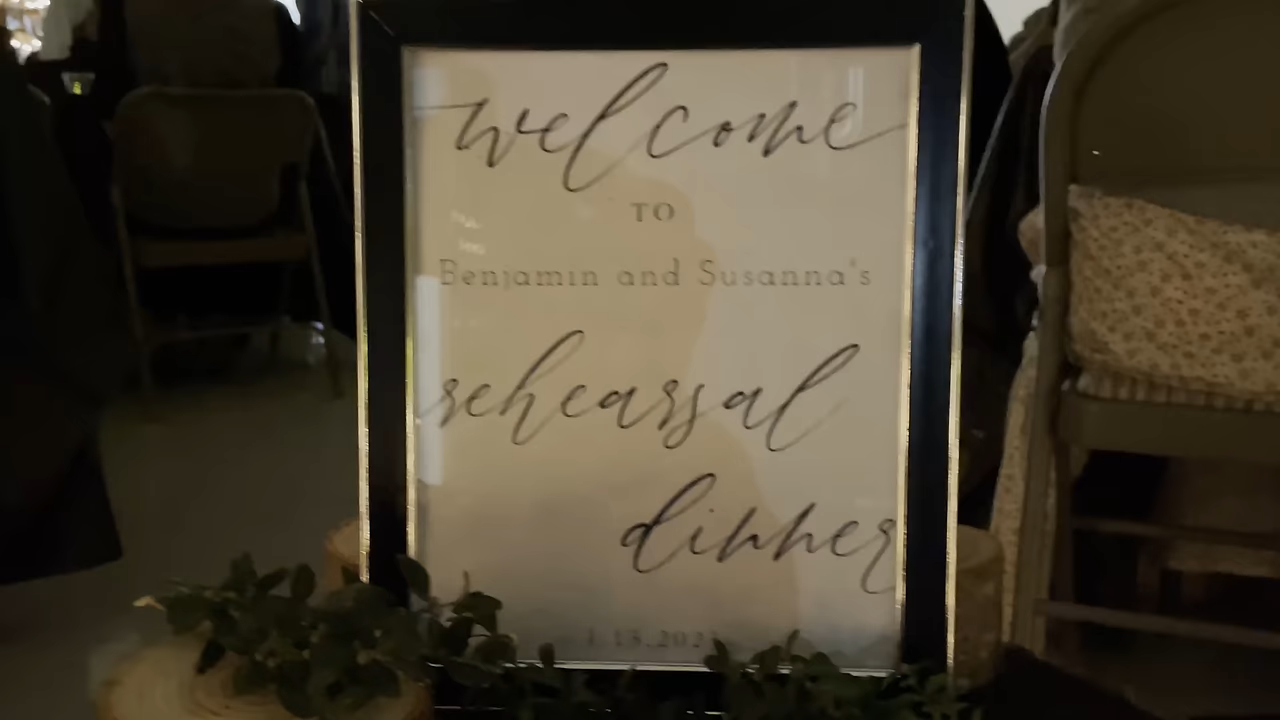 welcome
TO
Benjamin and Susanna's
rehearsal
dinner